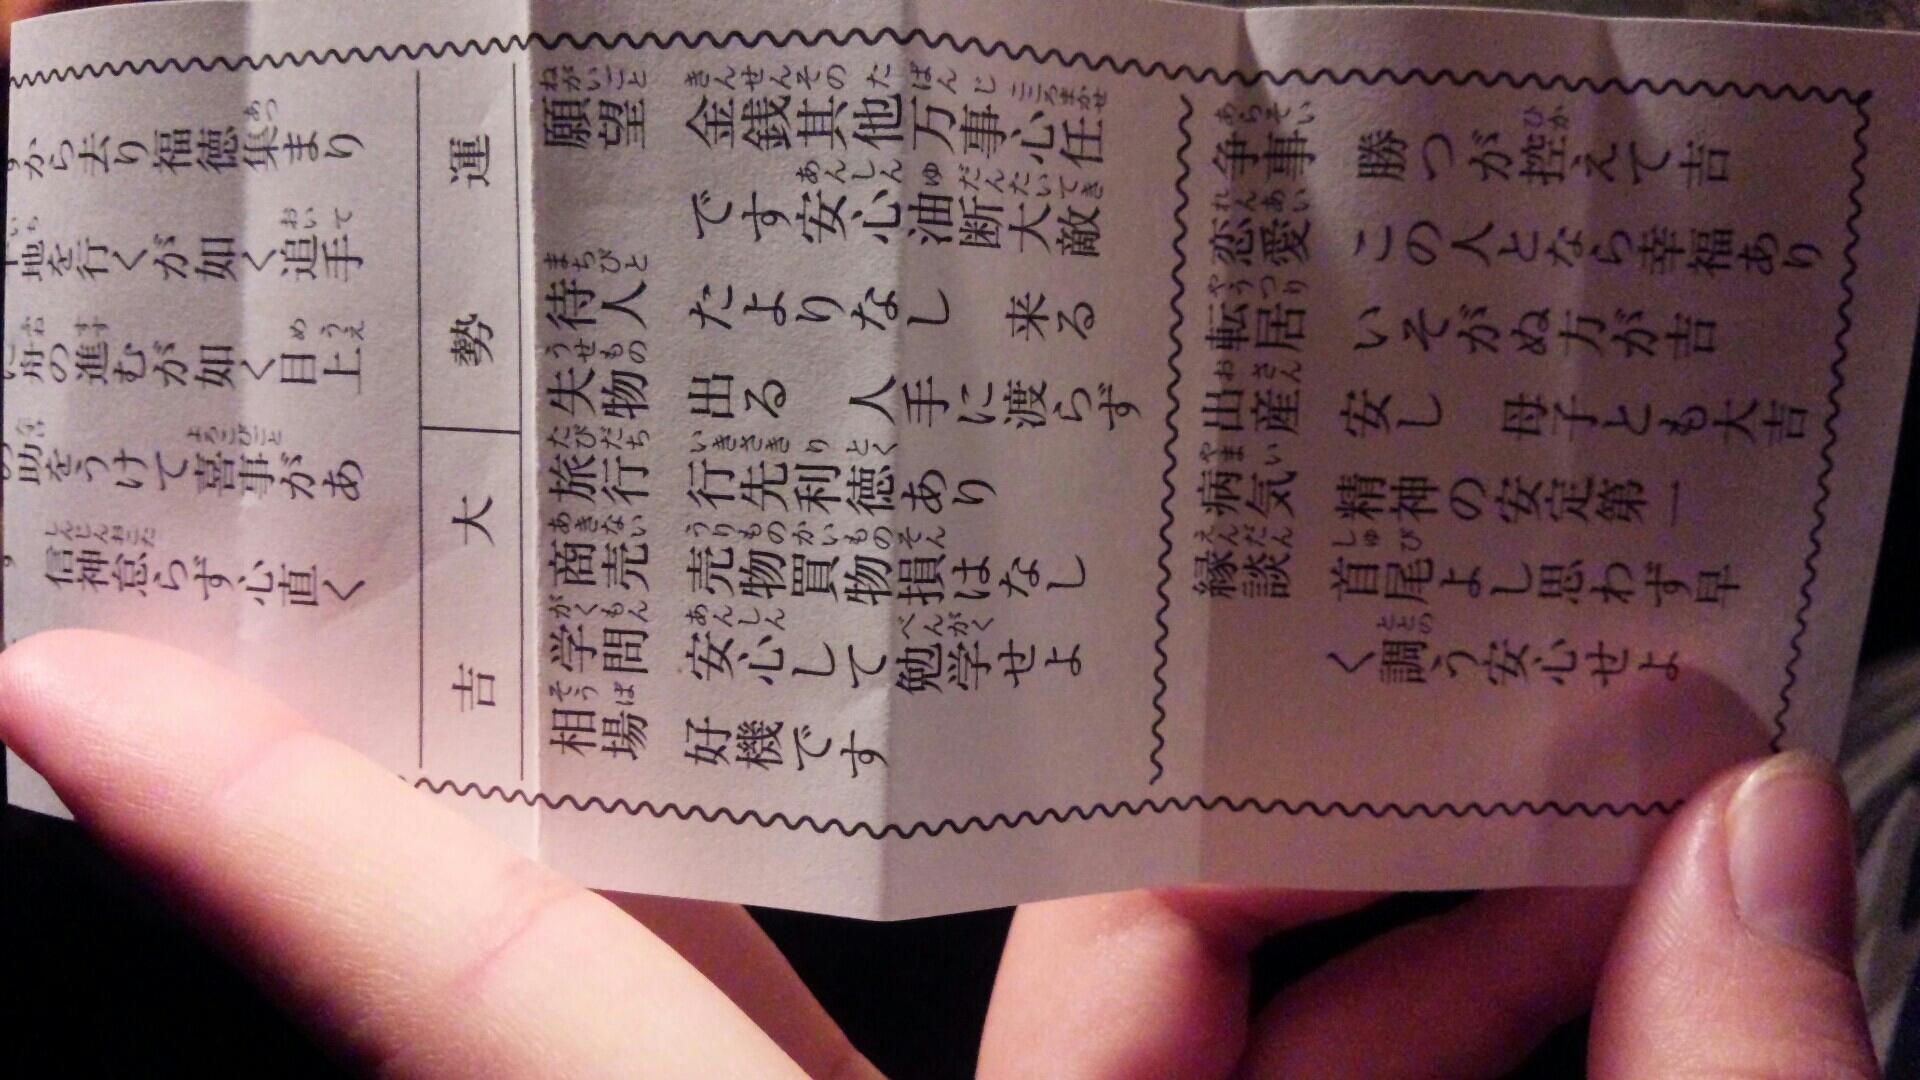 から去り福徳集まり
地を行くが如く追手
に舟の進むが如く目上
の助をうけて喜事があ
信神怠らず心直く
運勢 大吉
願望 金銭其他万事心任
です安心油断大敵
待人 たよりなし 来る
失物 出る 人手に渡らず
旅行 行先利徳あり
商売 売物買物損はなし
学問 安心して勉学せよ
相場 好機です
争事 勝つが控えて吉
恋愛 この人となら幸福あり
転居 いそがぬ方が吉
出産 安し 母子とも大吉
病気 精神の安定第一
縁談 首尾よし思わず早
く調う安心せよ